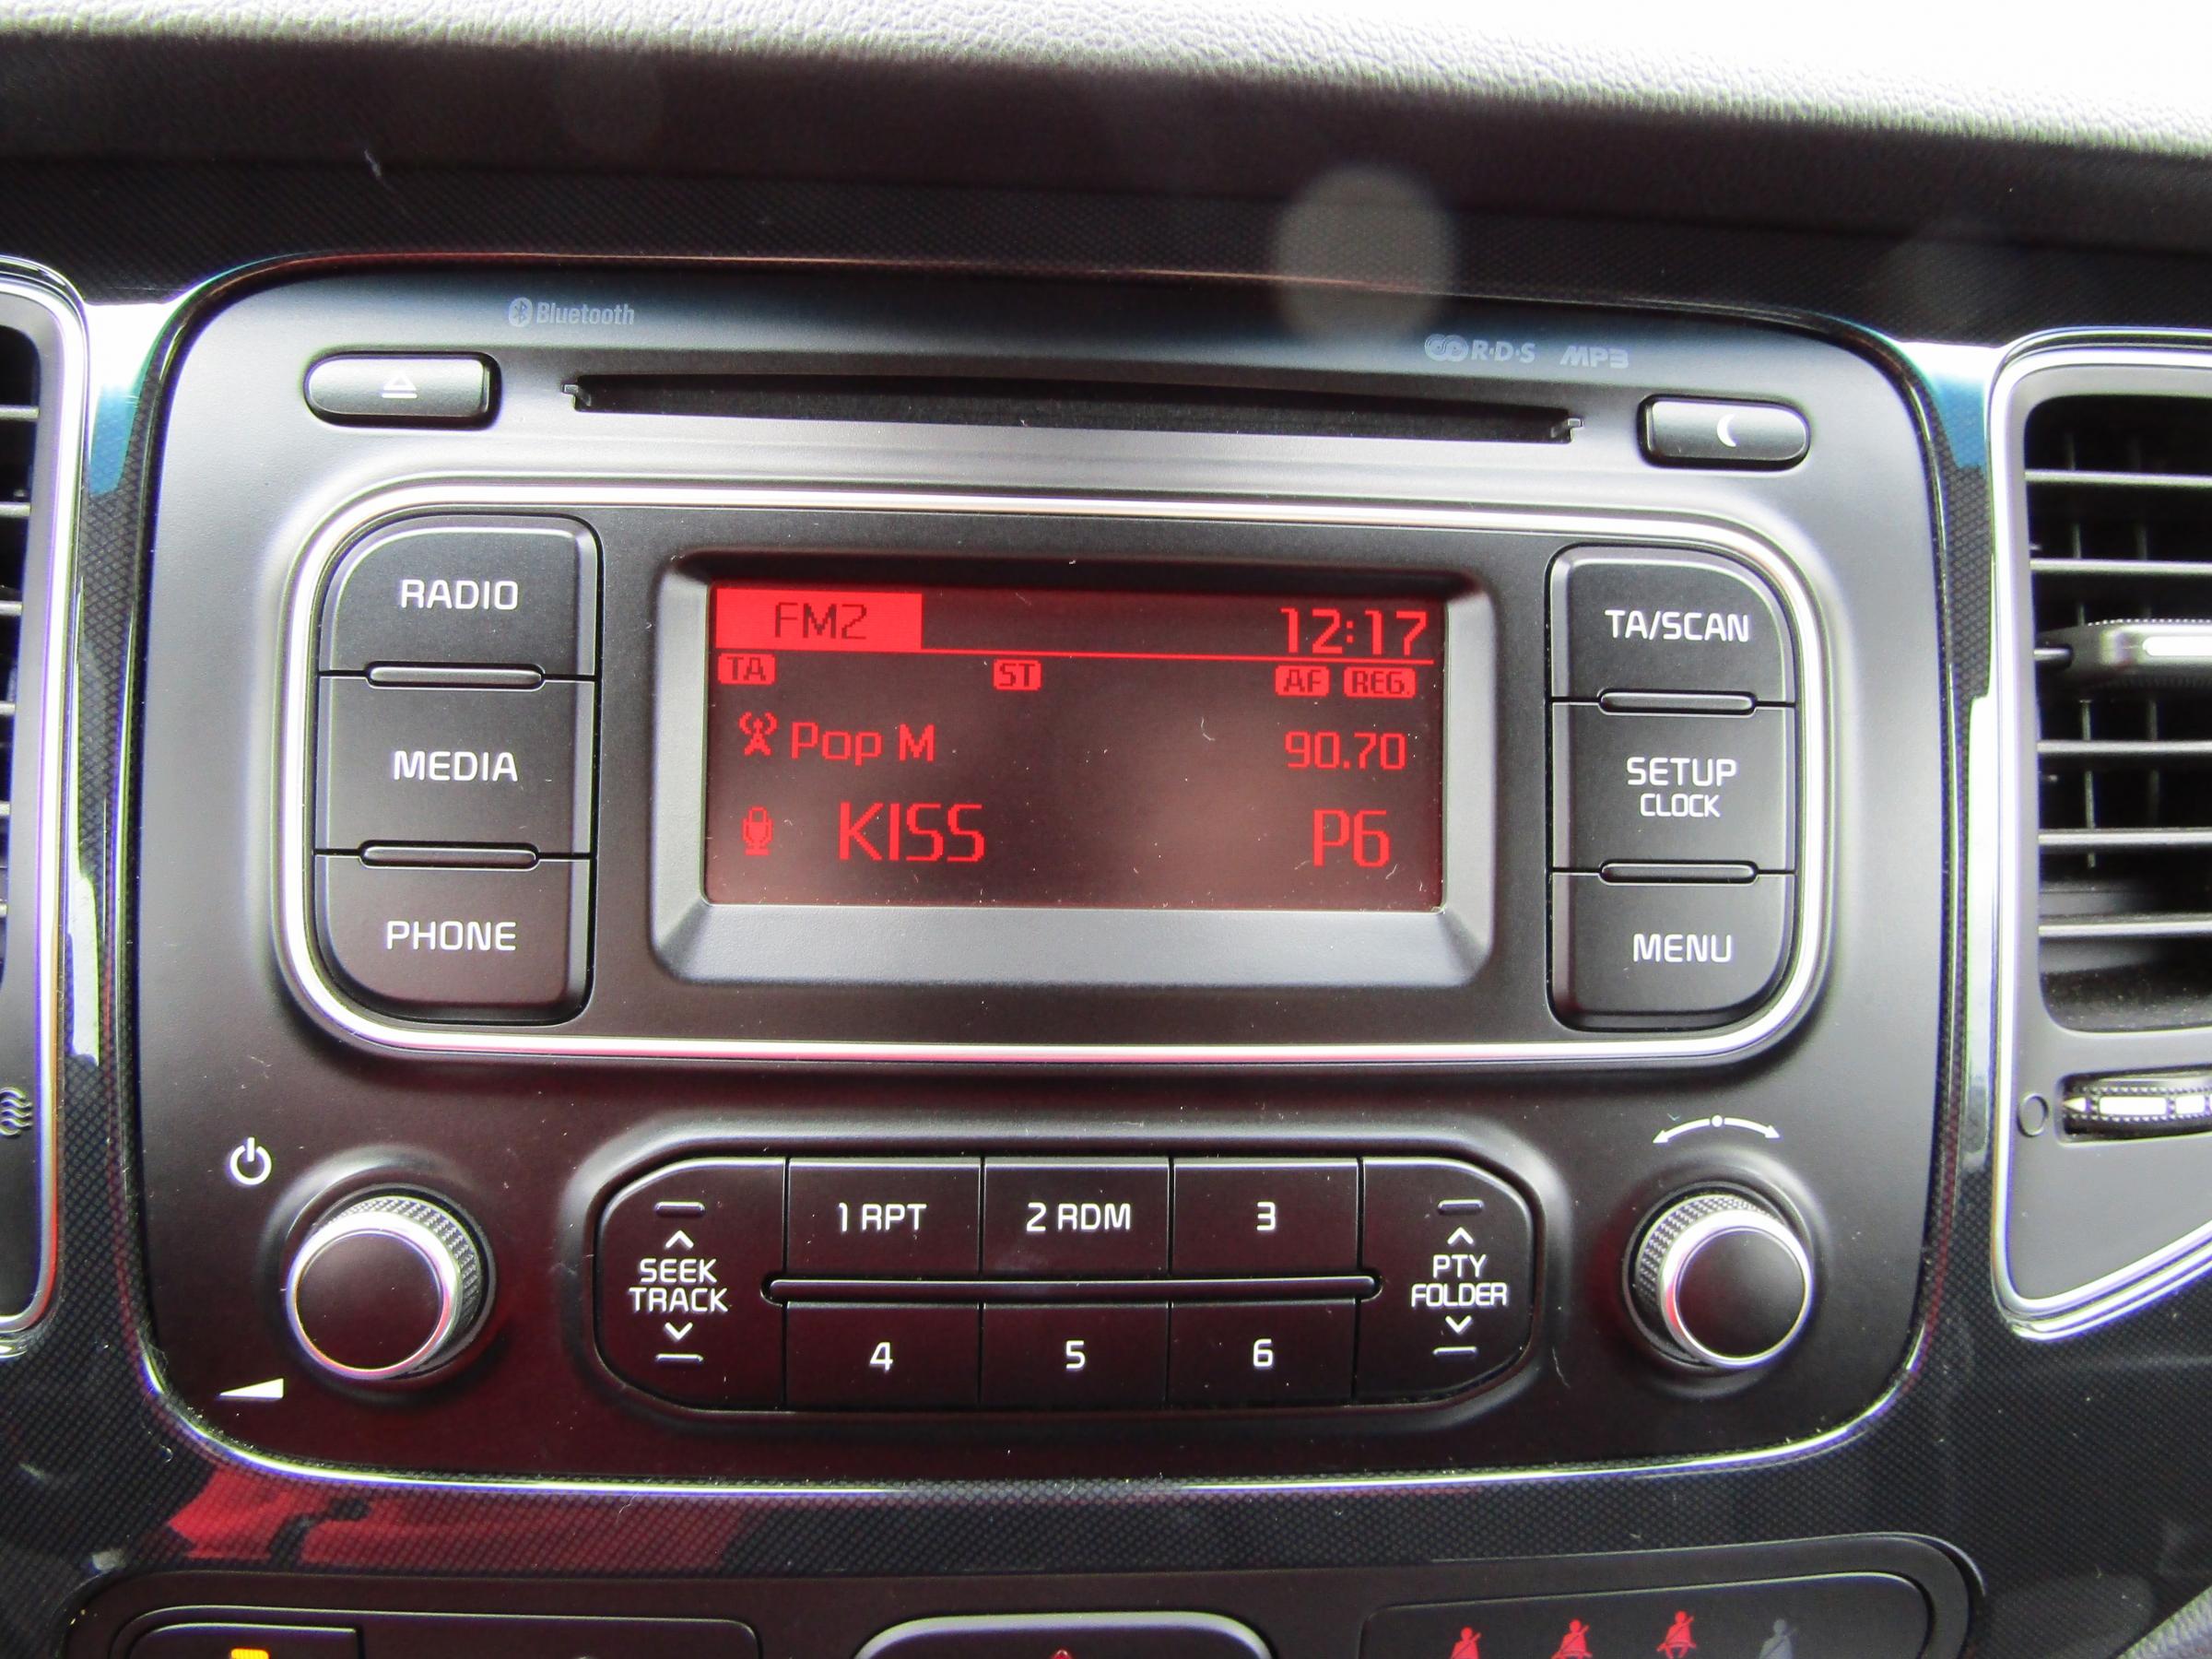 Bluetooth
R·D·S MP3
RADIO
MEDIA
PHONE
FM2 12:17
TA ST AF REG
Pop M 90.70
KISS P6
TA/SCAN
SETUP
CLOCK
MENU
SEEK
TRACK
1 RPT 2 RDM 3
4 5 6
PTY
FOLDER